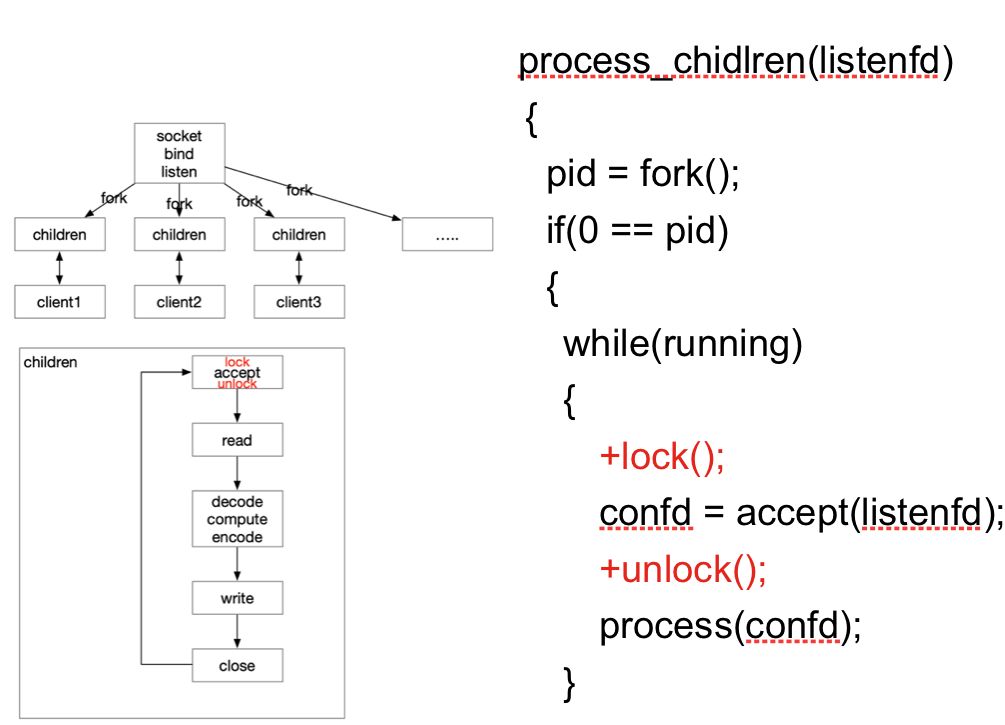 socket
bind
listen
fork
fork
fork
fork
children
children
children
.....
client1
client2
client3
children
lock
accept
unlock
read
decode
compute
encode
write
close
process_chidlren(listenfd)
{
pid = fork();
if(0 == pid)
{
while(running)
{
+lock();
confd = accept(listenfd);
+unlock();
process(confd);
}